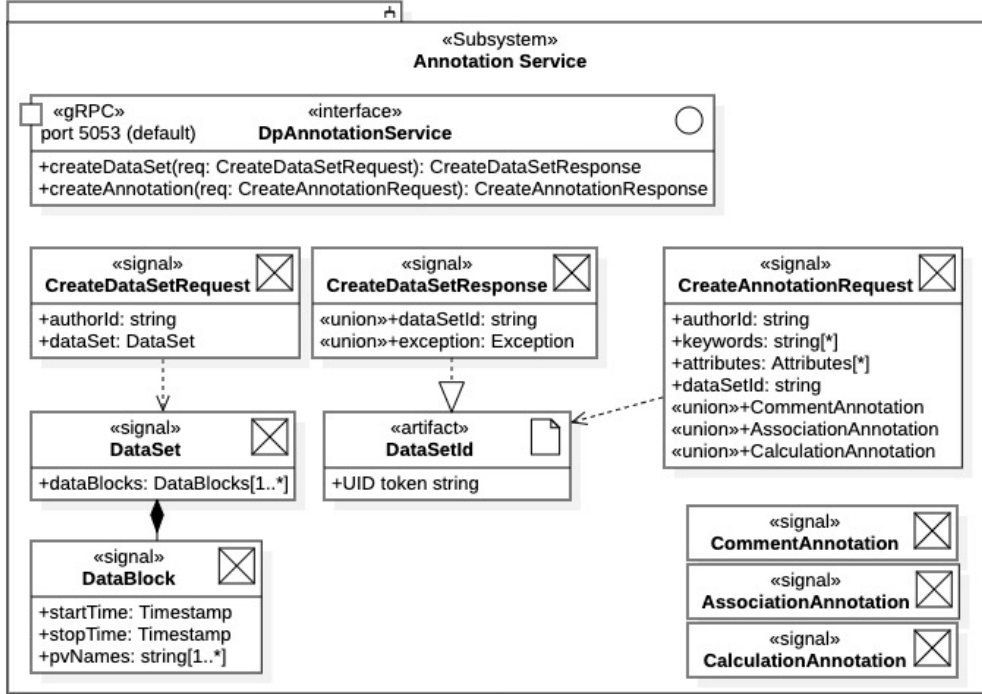 «Subsystem»
Annotation Service
«gRPC»
port 5053 (default)
«interface»
DpAnnotationService
+createDataSet(req: CreateDataSetRequest): CreateDataSetResponse
+createAnnotation(req: CreateAnnotationRequest): CreateAnnotationResponse
«signal»
CreateDataSetRequest
+authorId: string
+dataSet: DataSet
«signal»
CreateDataSetResponse
«union»+dataSetId: string
«union»+exception: Exception
«signal»
CreateAnnotationRequest
+authorId: string
+keywords: string[*]
+attributes: Attributes[*]
+dataSetId: string
«union»+CommentAnnotation
«union»+AssociationAnnotation
«union»+CalculationAnnotation
«signal»
DataSet
+dataBlocks: DataBlocks[1..*]
«artifact»
DataSetId
+UID token string
«signal»
DataBlock
+startTime: Timestamp
+stopTime: Timestamp
+pvNames: string[1..*]
«signal»
CommentAnnotation
«signal»
AssociationAnnotation
«signal»
CalculationAnnotation